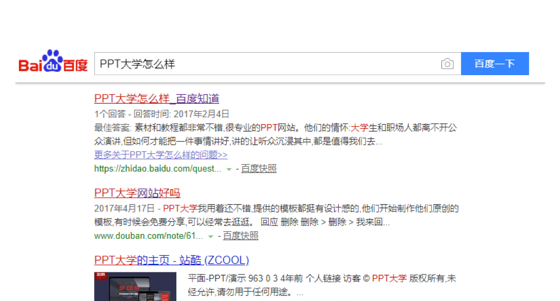 Bai du 百度
PPT大学怎么样
百度一下
PPT大学怎么样_百度知道
1个回答 - 回答时间: 2017年2月4日
最佳答案: 素材和教程都非常不错,很专业的PPT网站。他们的情怀:大学生和职场人都离不开公
众演讲,但如何才能把一件事情讲好,讲的让听众沉浸其中,都是值得我们去...
更多关于PPT大学怎么样的问题>>
https://zhidao.baidu.com/quest... - 百度快照
PPT大学网站好吗
2017年4月17日 - PPT大学我用着还不错,提供的模板都挺有设计感的,他们开始制作他们原创的
模板,有时候会免费分享,可以经常去逛逛。 回应 删除 删除 > 删除 > 我来回...
www.douban.com/note/61... - 百度快照
PPT大学的主页 - 站酷 (ZCOOL)
平面-PPT/演示 963 0 3 4年前 个人链接 访客 © PPT大学 版权所有,未
经允许,请勿用于任何用途。...